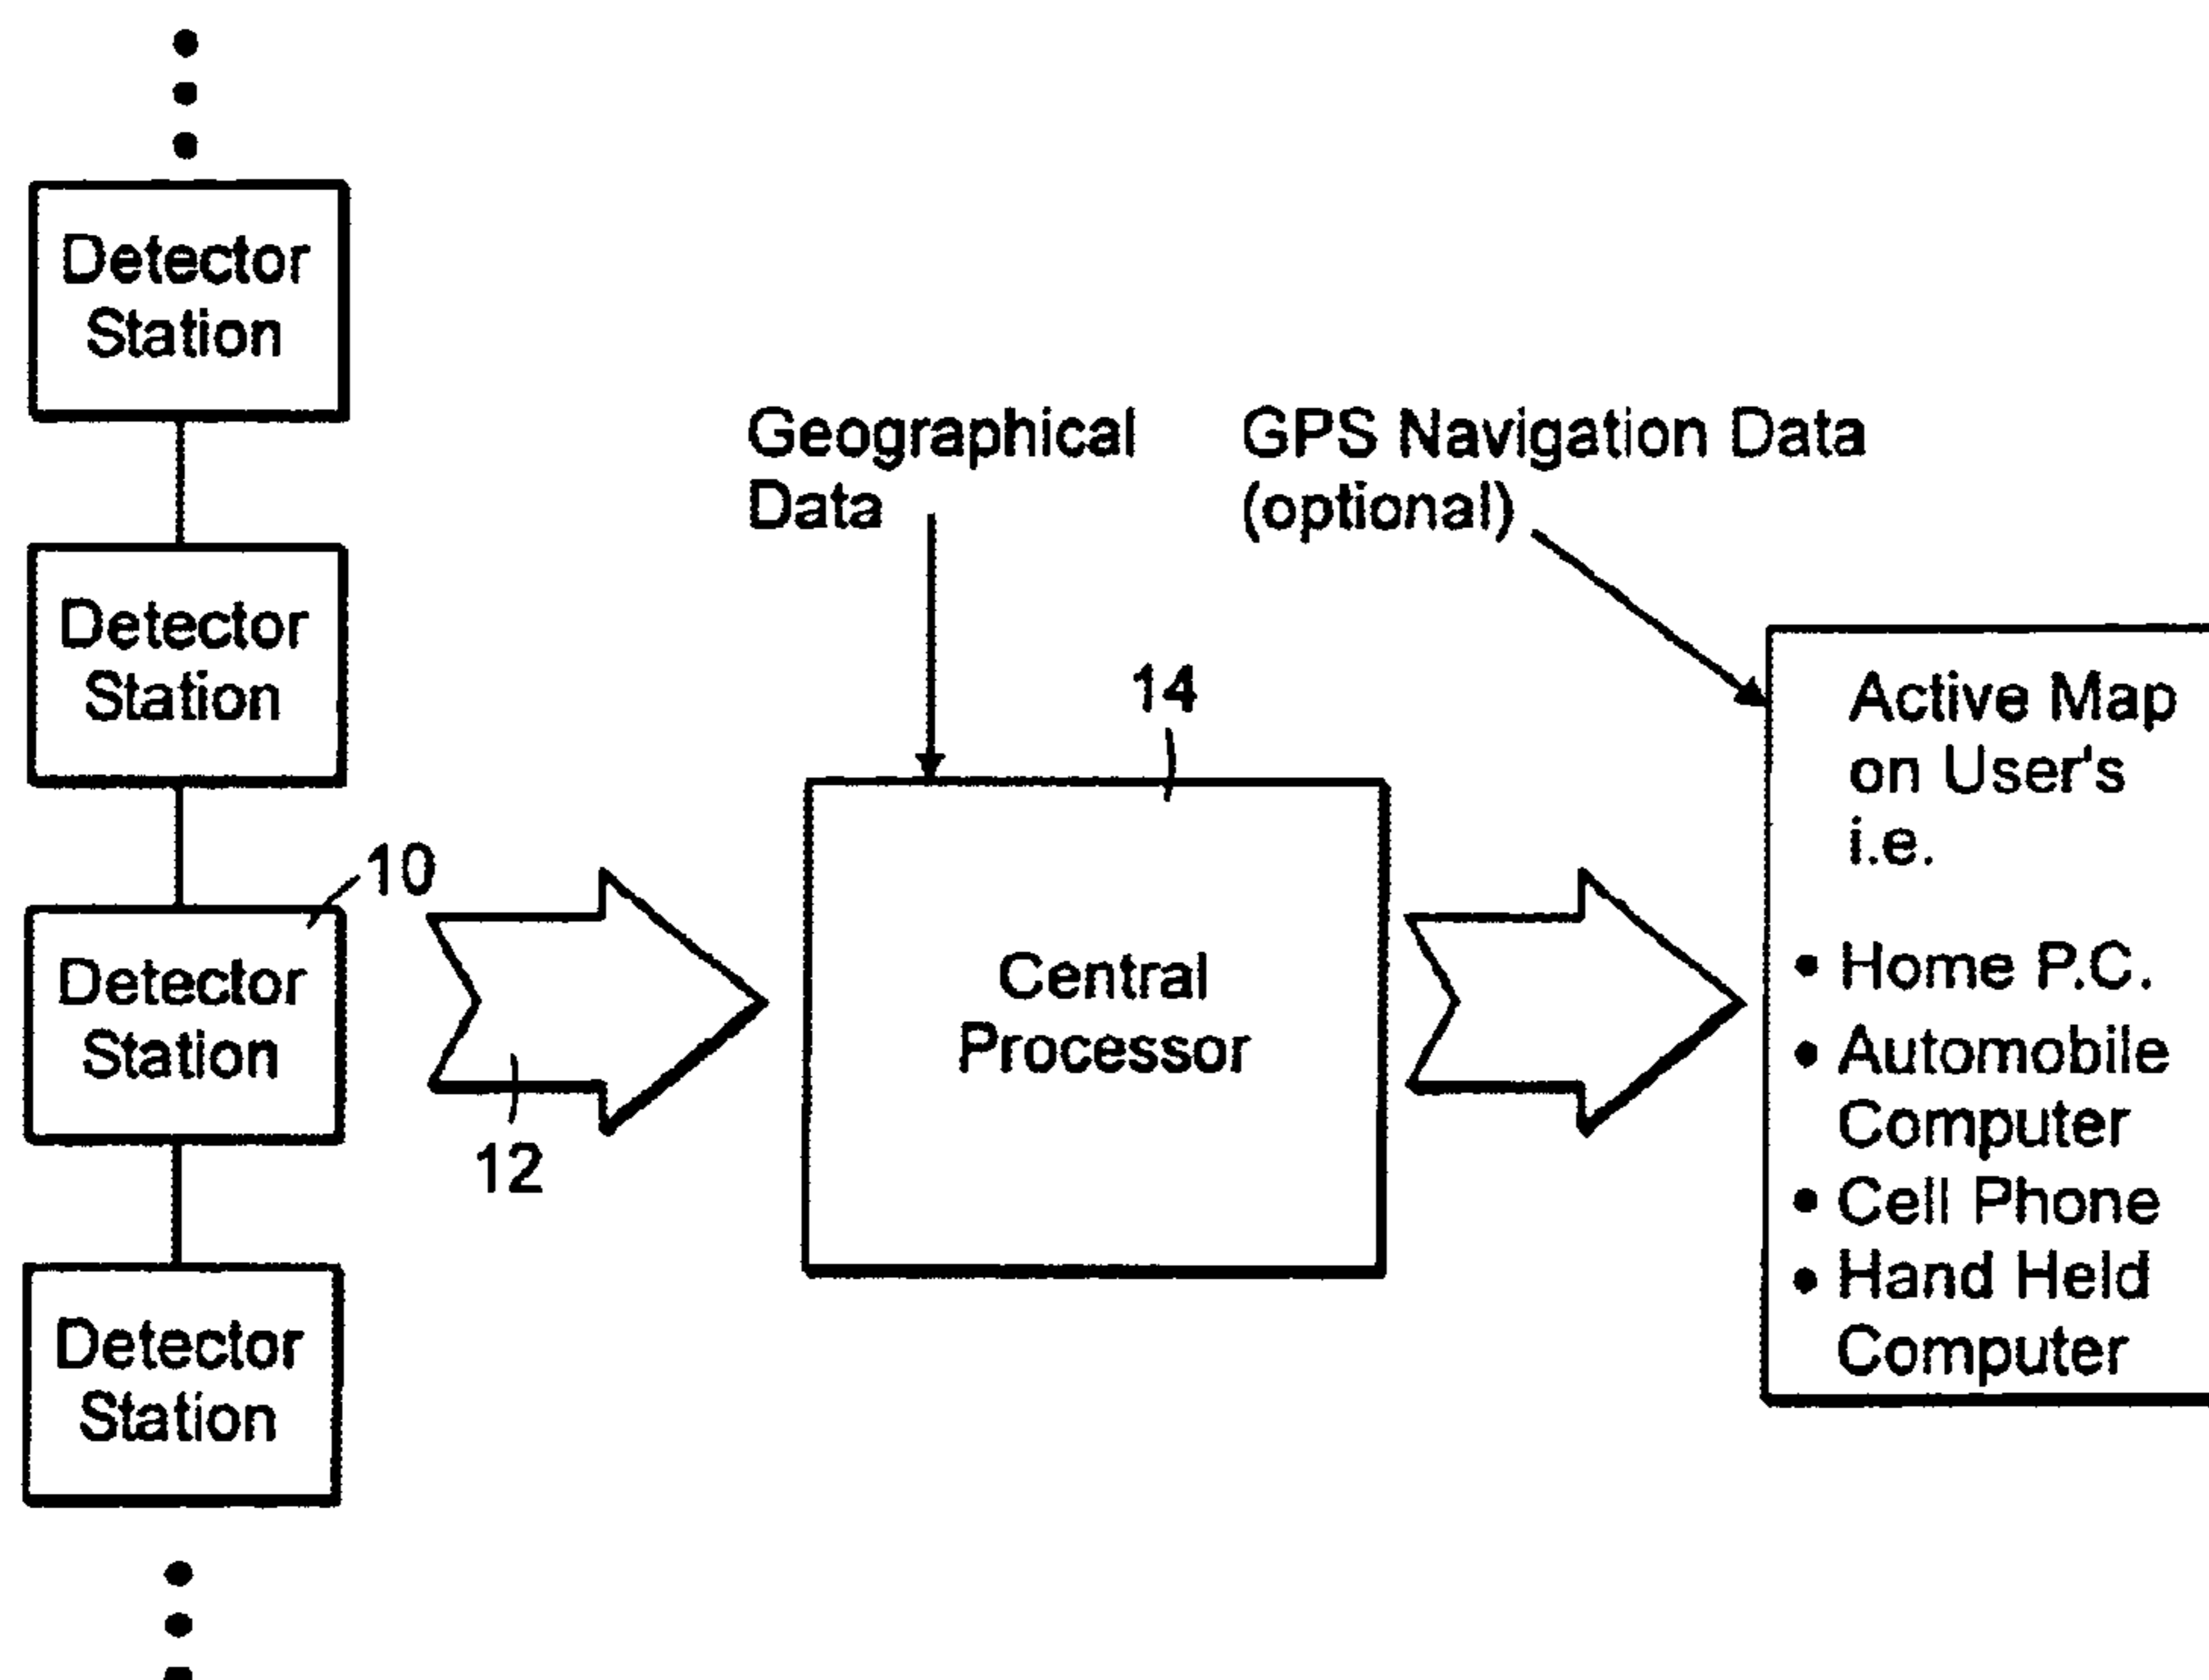 Detector
Station
Detector
Station
10
Detector
Station
12
Detector
Station
Geographical
Data
GPS Navigation Data
(optional)
14
Central
Processor
Active Map
on User's
i.e.
• Home P.C.
• Automobile
Computer
• Cell Phone
• Hand Held
Computer